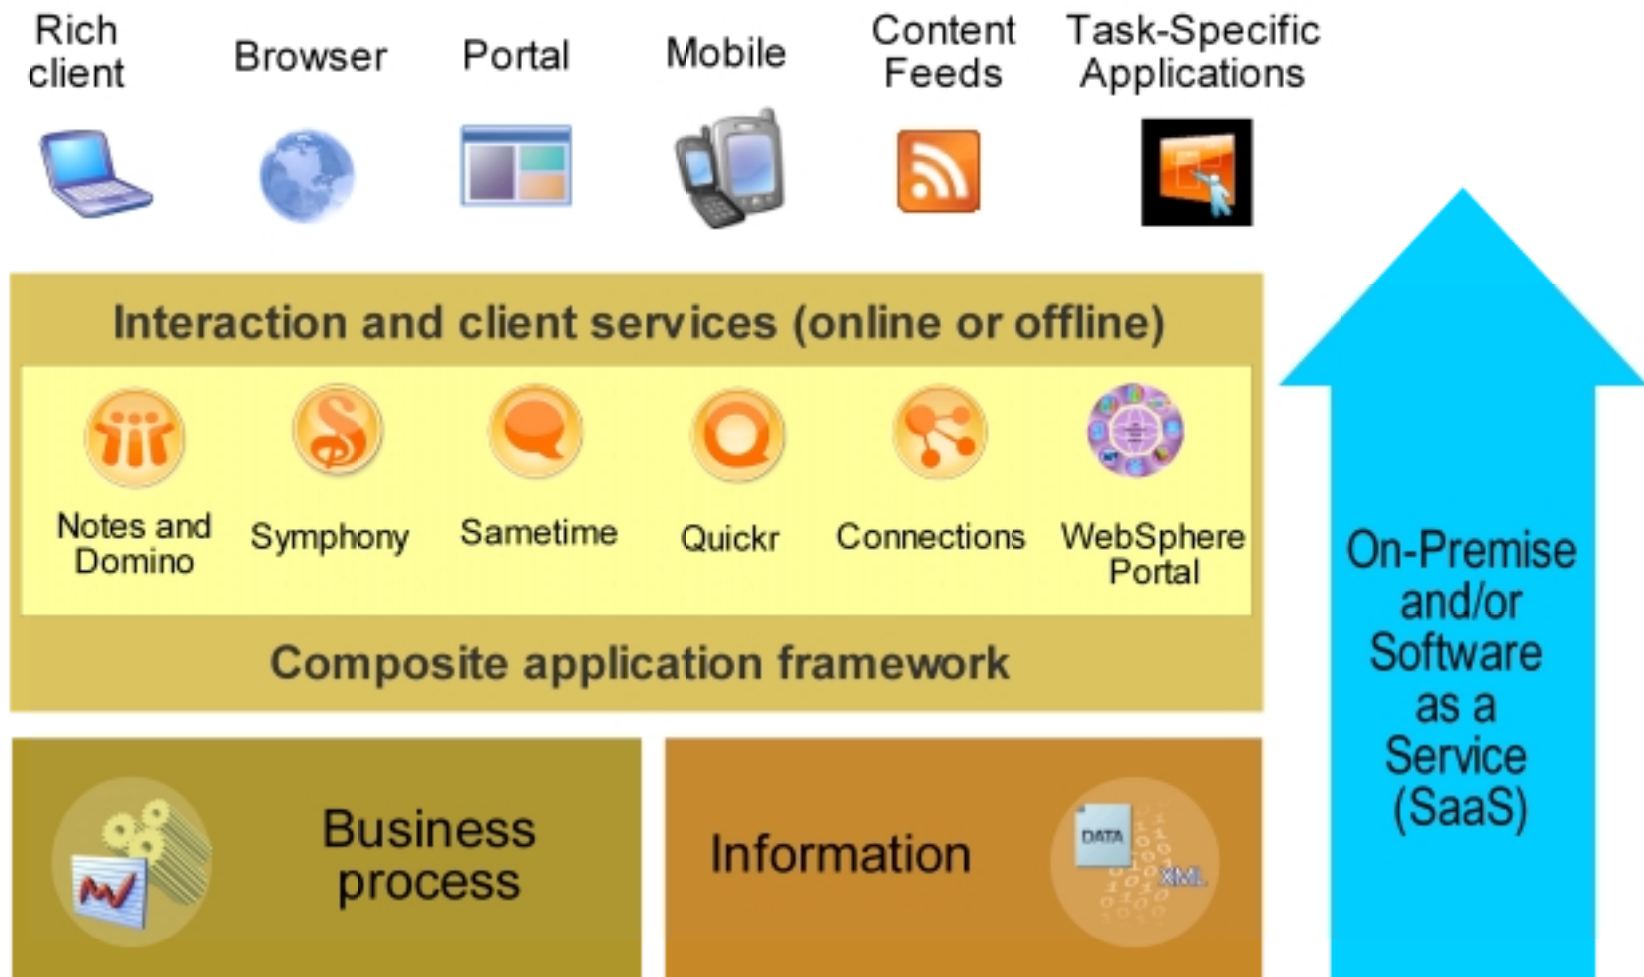 Rich
client
Browser
Portal
Mobile
Content
Feeds
Task-Specific
Applications
Interaction and client services (online or offline)
Notes and
Domino
Symphony
Sametime
Quickr
Connections
WebSphere
Portal
Composite application framework
Business
process
Information
DATA
XML
On-Premise
and/or
Software
as a
Service
(SaaS)